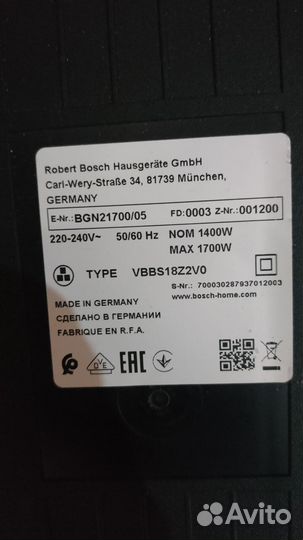 Robert Bosch Hausgeräte GmbH
Carl-Wery-Straße 34, 81739 München,
GERMANY
E-Nr.: BGN21700/05 FD: 0003 Z-Nr.: 001200
220-240V~ 50/60 Hz NOM 1400W
MAX 1700W
TYPE VBBS18Z2V0
S-Nr.: 700030287937012003
MADE IN GERMANY www.bosch-home.com
СДЕЛАНО В ГЕРМАНИИ
FABRIQUE EN R.F.A.
DVE EAC
Avito